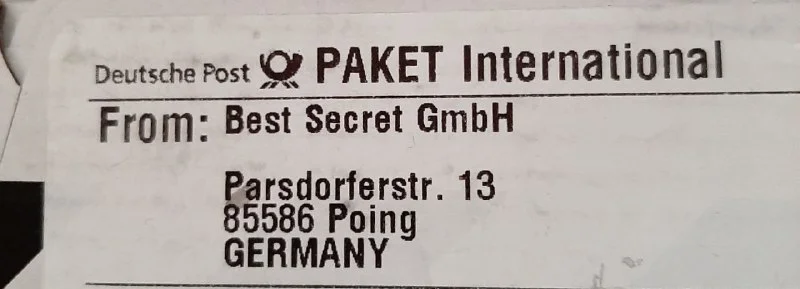 Deutsche Post PAKET International
From: Best Secret GmbH
Parsdorferstr. 13
85586 Poing
GERMANY